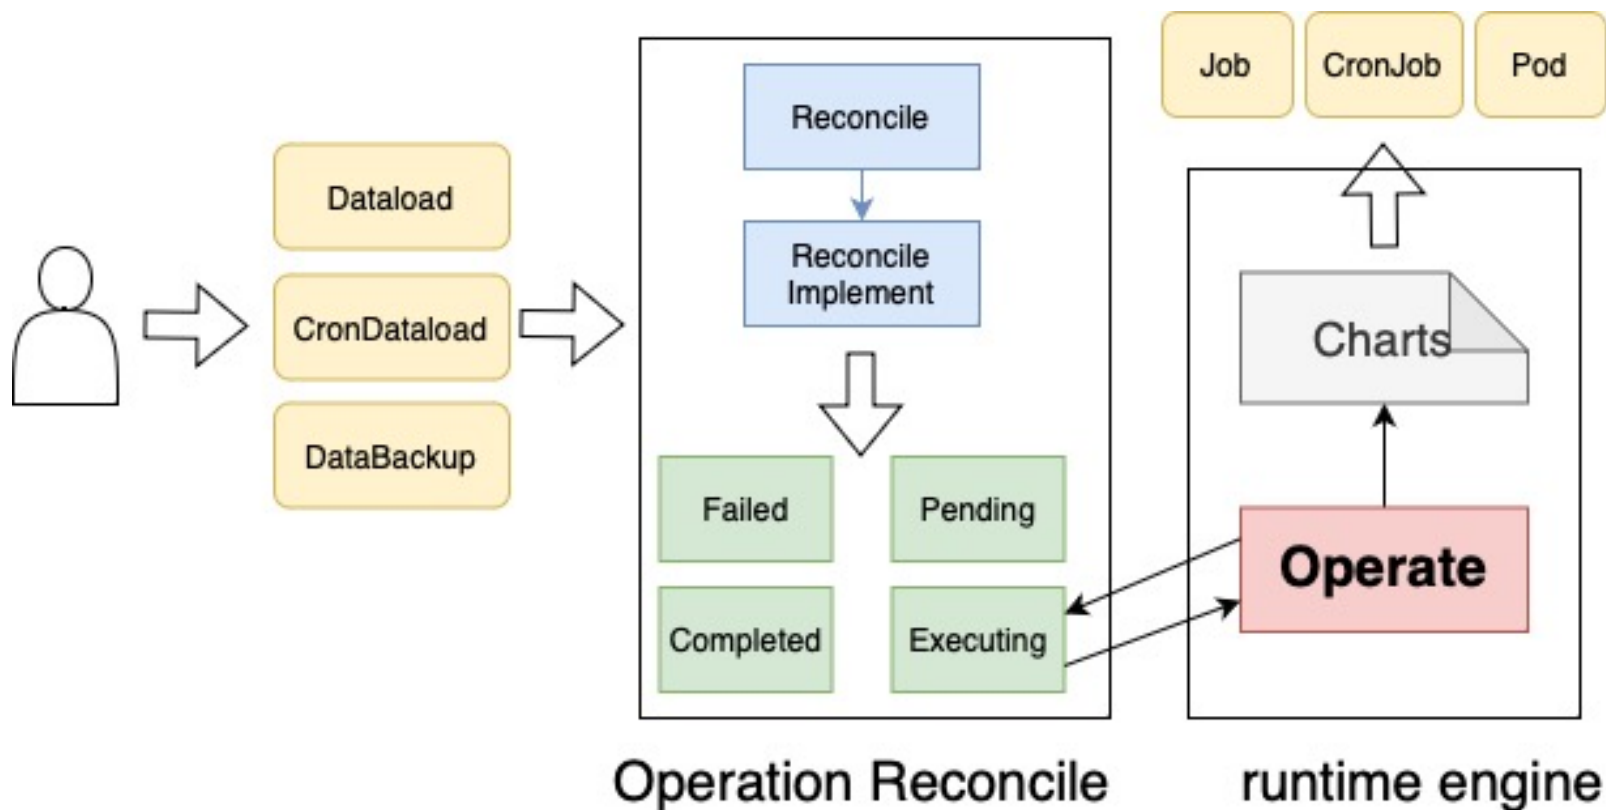 Dataload
CronDataload
DataBackup
Reconcile
Reconcile
Implement
Failed
Pending
Completed
Executing
Operation Reconcile
Job
CronJob
Pod
Charts
Operate
runtime engine